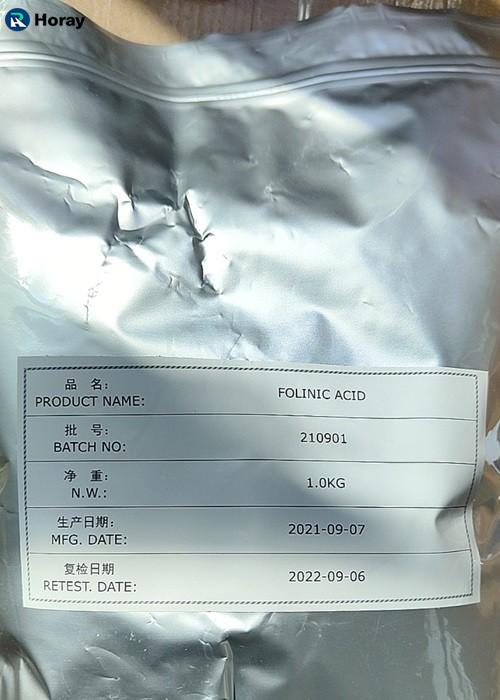 Horay
品 名:
PRODUCT NAME:
FOLINIC ACID
批 号:
BATCH NO:
210901
净 重:
N.W.:
1.0KG
生产日期:
MFG. DATE:
2021-09-07
复检日期
RETEST. DATE:
2022-09-06